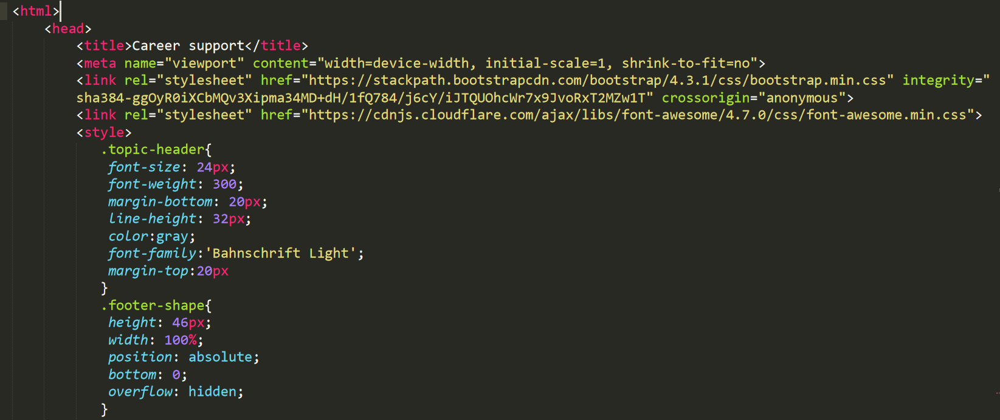 <html>
<head>
<title>Career support</title>
<meta name="viewport" content="width=device-width, initial-scale=1, shrink-to-fit=no">
<link rel="stylesheet" href="https://stackpath.bootstrapcdn.com/bootstrap/4.3.1/css/bootstrap.min.css" integrity="
sha384-ggOyR0iXCbMQv3Xipma34MD+dH/1fQ784/j6cY/iJTQUOhcWr7x9JvoRxT2MZw1T" crossorigin="anonymous">
<link rel="stylesheet" href="https://cdnjs.cloudflare.com/ajax/libs/font-awesome/4.7.0/css/font-awesome.min.css">
<style>
.topic-header{
font-size: 24px;
font-weight: 300;
margin-bottom: 20px;
line-height: 32px;
color:gray;
font-family:'Bahnschrift Light';
margin-top:20px
}
.footer-shape{
height: 46px;
width: 100%;
position: absolute;
bottom: 0;
overflow: hidden;
}